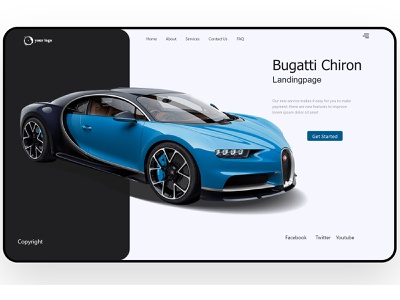 your logo
Home About Services Contact Us FAQ
Bugatti Chiron
Landingpage
Our new service makes it easy for you to make
payment there are new features to improve
lorem ipsum dolor sit amet
Get Started
Copyright
Facebook Twitter Youtube